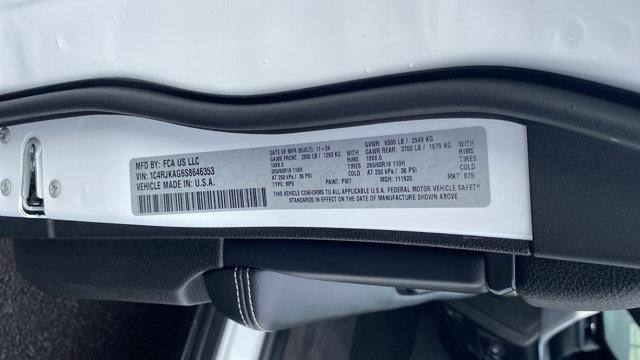 MFD BY: FCA US LLC
VIN: 1C4RJKAG6S8646353
VEHICLE MADE IN: U.S.A.
DATE OF MFR (BUILT): 11-24
GAWR FRONT: 2850 LB / 1293 KG WITH
18X8.0 RIMS
265/60R18 110H TIRES
AT 250 kPa / 36 PSI COLD
TYPE: MPV PAINT: PW7
GVWR: 6500 LB / 2949 KG
GAWR REAR: 3700 LB / 1679 KG WITH
18X8.0 RIMS
265/60R18 110H TIRES
AT 250 kPa / 36 PSI COLD
MDH: 111920 MKT: 875
THIS VEHICLE CONFORMS TO ALL APPLICABLE U.S.A. FEDERAL MOTOR VEHICLE SAFETY
STANDARDS IN EFFECT ON THE DATE OF MANUFACTURE SHOWN ABOVE